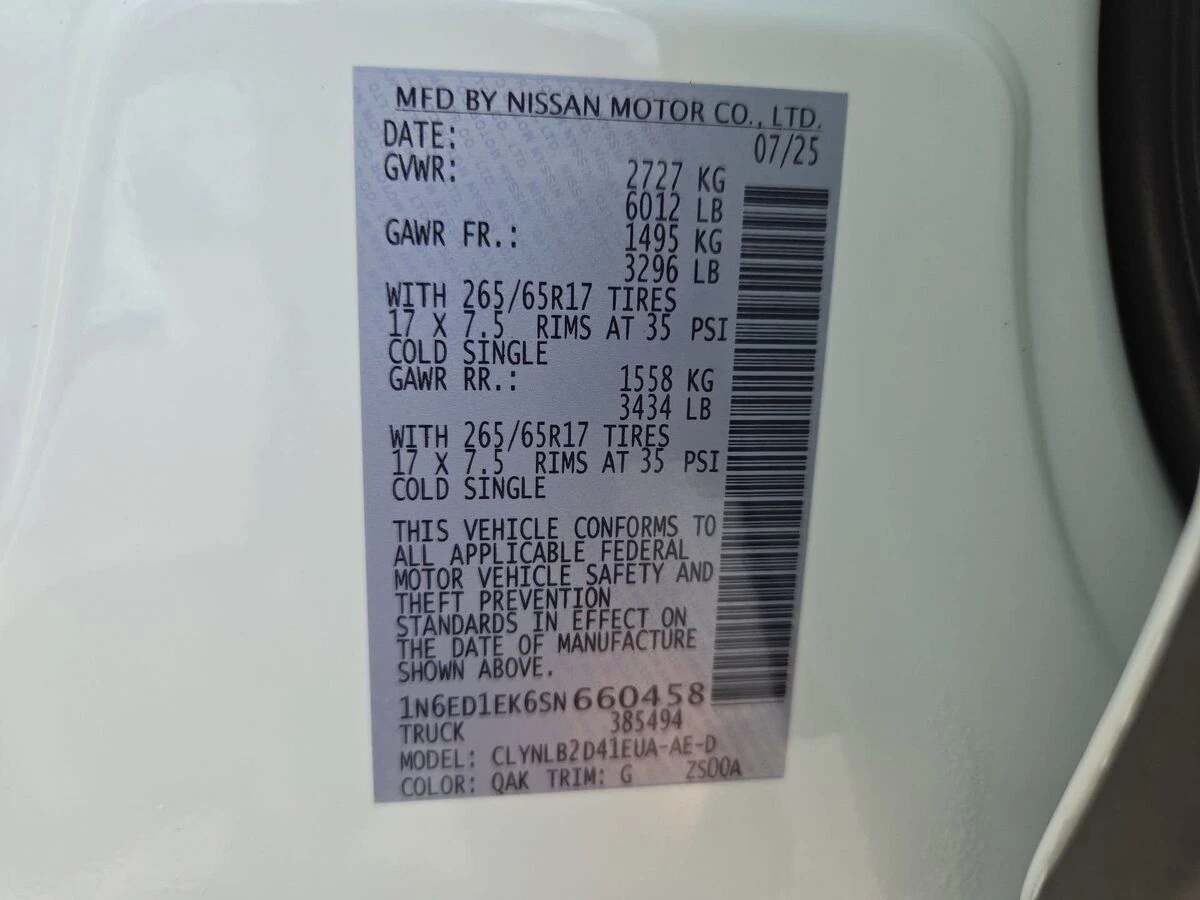 MFD BY NISSAN MOTOR CO., LTD.
DATE: 07/25
GVWR: 2727 KG
6012 LB
GAWR FR.: 1495 KG
3296 LB
WITH 265/65R17 TIRES
17 X 7.5 RIMS AT 35 PSI
COLD SINGLE
GAWR RR.: 1558 KG
3434 LB
WITH 265/65R17 TIRES
17 X 7.5 RIMS AT 35 PSI
COLD SINGLE
THIS VEHICLE CONFORMS TO
ALL APPLICABLE FEDERAL
MOTOR VEHICLE SAFETY AND
THEFT PREVENTION
STANDARDS IN EFFECT ON
THE DATE OF MANUFACTURE
SHOWN ABOVE.
1N6ED1EK6SN660458
TRUCK 385494
MODEL: CLYNLB2D41EUA-AE-D
COLOR: QAK TRIM: G ZS00A